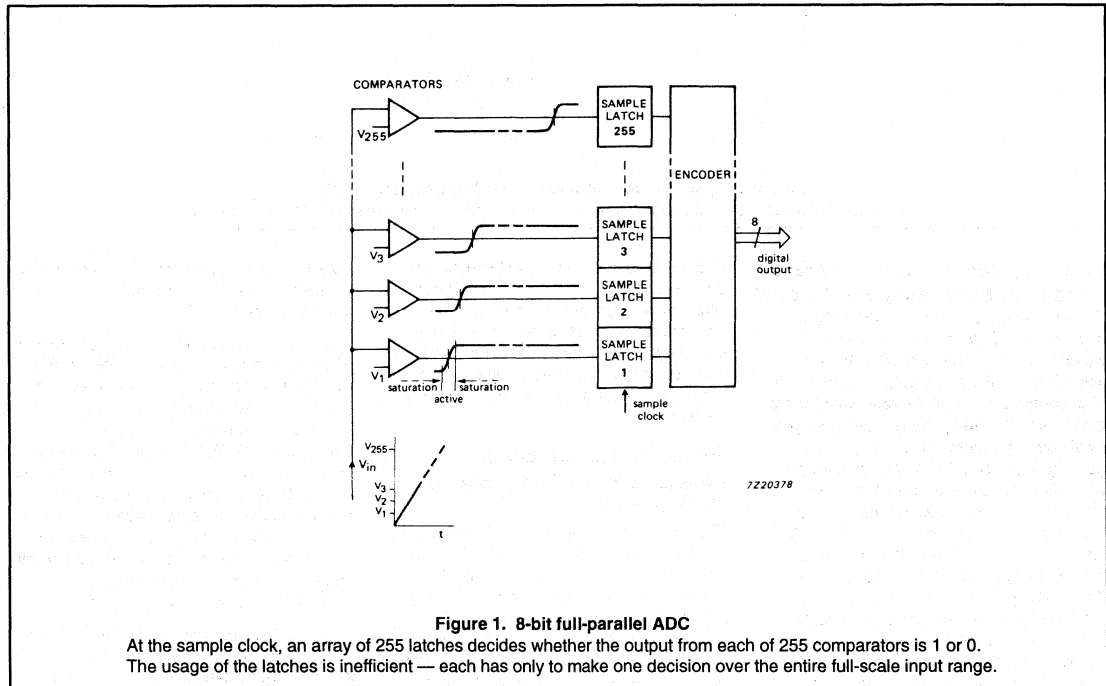 COMPARATORS
V255
SAMPLE
LATCH
255
ENCODER
V3
SAMPLE
LATCH
3
8
digital
output
V2
SAMPLE
LATCH
2
V1
SAMPLE
LATCH
1
saturation
saturation
active
sample
clock
V255
Vin
V3
V2
V1
t
7Z20378
Figure 1. 8-bit full-parallel ADC
At the sample clock, an array of 255 latches decides whether the output from each of 255 comparators is 1 or 0.
The usage of the latches is inefficient — each has only to make one decision over the entire full-scale input range.